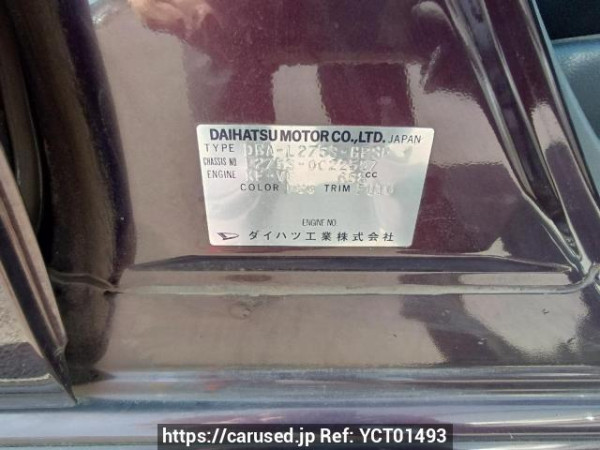 DAIHATSU MOTOR CO.,LTD. JAPAN
TYPE
CHASSIS NO
ENGINE 658 cc
COLOR TRIM
ENGINE NO
ダイハツ工業株式会社
https://carused.jp Ref: YCT01493